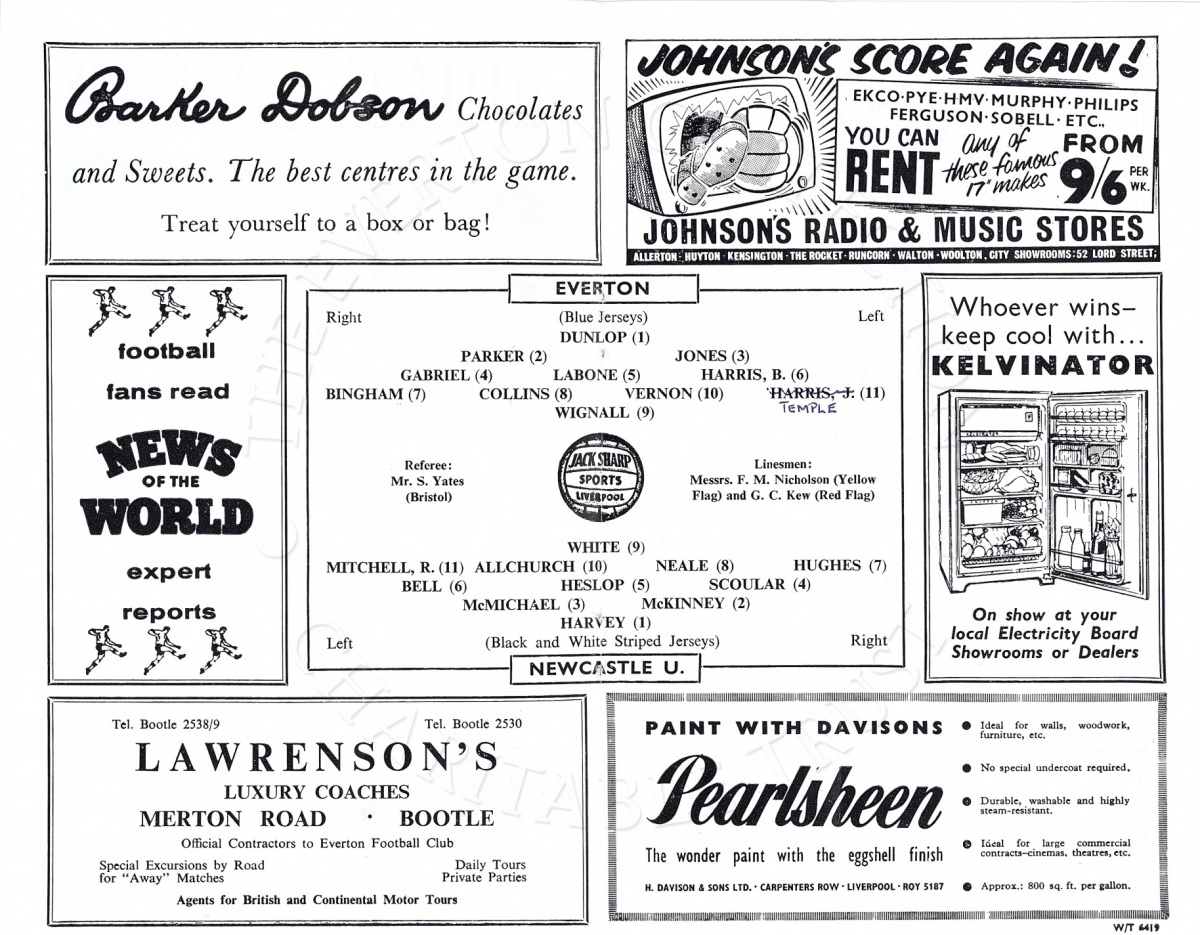 Barker Dobson Chocolates
and Sweets. The best centres in the game.
Treat yourself to a box or bag!
JOHNSON'S SCORE AGAIN!
EKCO·PYE·HMV·MURPHY·PHILIPS
FERGUSON·SOBELL·ETC.,
YOU CAN RENT
any of these famous 17" makes
FROM 9/6 PER WK.
JOHNSON'S RADIO & MUSIC STORES
ALLERTON·HUYTON·KENSINGTON·THE ROCKET·RUNCORN·WALTON·WOOLTON. CITY SHOWROOMS:52 LORD STREET;
football
fans read
NEWS
OF THE
WORLD
expert
reports
EVERTON
Right (Blue Jerseys) Left
DUNLOP (1)
PARKER (2) JONES (3)
GABRIEL (4) LABONE (5) HARRIS, B. (6)
BINGHAM (7) COLLINS (8) VERNON (10) HARRIS, J. (11)
TEMPLE
WIGNALL (9)
Referee:
Mr. S. Yates
(Bristol)
JACK SHARP
SPORTS
LIVERPOOL
Linesmen:
Messrs. F. M. Nicholson (Yellow
Flag) and G. C. Kew (Red Flag)
WHITE (9)
MITCHELL, R. (11) ALLCHURCH (10) NEALE (8) HUGHES (7)
BELL (6) HESLOP (5) SCOULAR (4)
McMICHAEL (3) McKINNEY (2)
HARVEY (1)
Left (Black and White Striped Jerseys) Right
NEWCASTLE U.
Whoever wins–
keep cool with...
KELVINATOR
On show at your
local Electricity Board
Showrooms or Dealers
Tel. Bootle 2538/9 Tel. Bootle 2530
LAWRENSON'S
LUXURY COACHES
MERTON ROAD · BOOTLE
Official Contractors to Everton Football Club
Special Excursions by Road
for "Away" Matches
Daily Tours
Private Parties
Agents for British and Continental Motor Tours
PAINT WITH DAVISONS
Pearlsheen
The wonder paint with the eggshell finish
H. DAVISON & SONS LTD. · CARPENTERS ROW · LIVERPOOL · ROY 5187
● Ideal for walls, woodwork,
furniture, etc.
● No special undercoat required.
● Durable, washable and highly
steam-resistant.
● Ideal for large commercial
contracts–cinemas, theatres, etc.
● Approx.: 800 sq. ft. per gallon.
W/T 6419